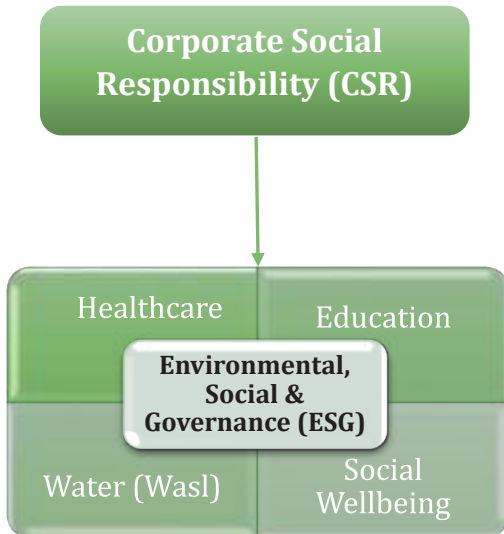 Corporate Social
Responsibility (CSR)
Healthcare
Education
Environmental,
Social &
Governance (ESG)
Water (Wasl)
Social
Wellbeing